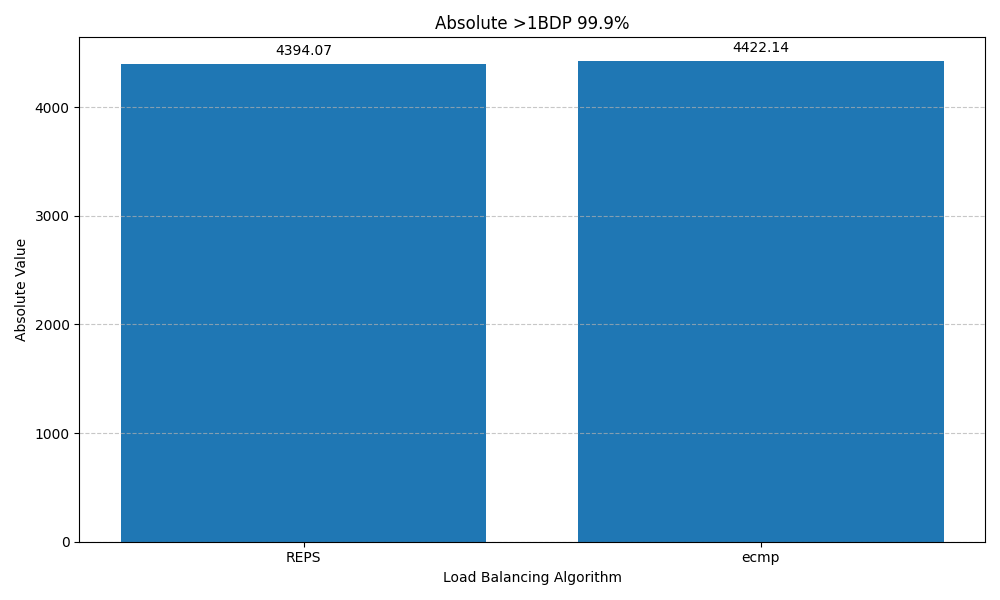 Absolute >1BDP 99.9%
4394.07
4422.14
4000
3000
2000
1000
0
Absolute Value
REPS
ecmp
Load Balancing Algorithm